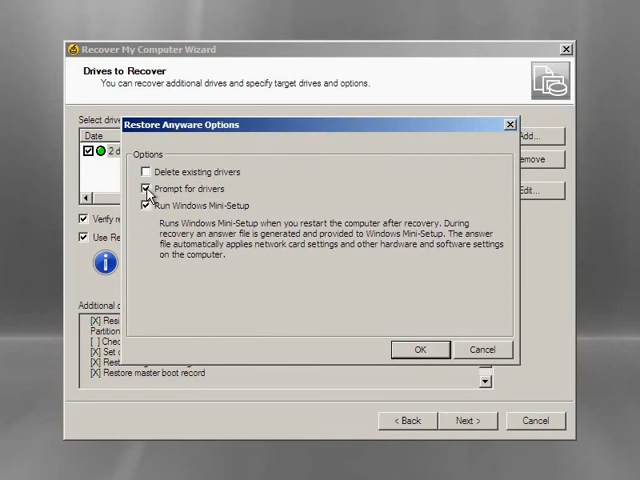 Recover My Computer Wizard
Drives to Recover
You can recover additional drives and specify target drives and options.
Select
Restore Anyware Options
Date
Add...
Options
Delete existing drivers
Prompt for drivers
Run Windows Mini-Setup
Runs Windows Mini-Setup when you restart the computer after recovery. During
recovery an answer file is generated and provided to Windows Mini-Setup. The answer
file automatically applies network card settings and other hardware and software settings
on the computer.
Verify
Use
Additional
[X]
Partition
[ ]
[X] Set
[X]
[X] Restore master boot record
OK
Cancel
< Back
Next >
Cancel